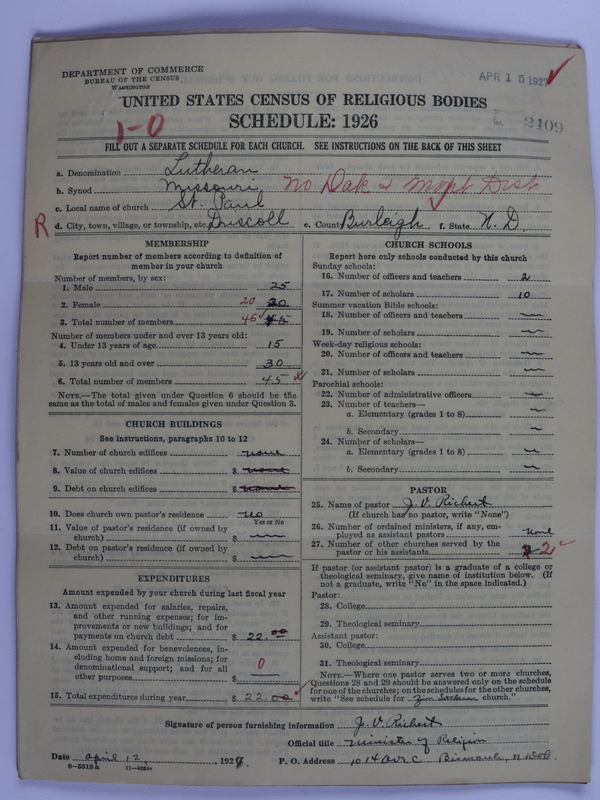 DEPARTMENT OF COMMERCE
BUREAU OF THE CENSUS
WASHINGTON
APR 15 1927
UNITED STATES CENSUS OF RELIGIOUS BODIES
SCHEDULE: 1926
1-0
2409
FILL OUT A SEPARATE SCHEDULE FOR EACH CHURCH. SEE INSTRUCTIONS ON THE BACK OF THIS SHEET
a. Denomination Lutheran
b. Synod Missouri, No Dak & Mont Dist
c. Local name of church St. Paul
R d. City, town, village, or township, etc. Driscoll e. County Burleigh f. State N. D.
MEMBERSHIP
Report number of members according to definition of
member in your church
Number of members, by sex:
1. Male 25
2. Female 20
3. Total number of members 45 45
Number of members under and over 13 years old:
4. Under 13 years of age 15
5. 13 years old and over 30
6. Total number of members 45
NOTE.—The total given under Question 6 should be the
same as the total of males and females given under Question 3.
CHURCH BUILDINGS
See instructions, paragraphs 10 to 12
7. Number of church edifices none
8. Value of church edifices $ none
9. Debt on church edifices $
10. Does church own pastor's residence no
Yes or No
11. Value of pastor's residence (if owned by
church) $
12. Debt on pastor's residence (if owned by
church) $
EXPENDITURES
Amount expended by your church during last fiscal year
13. Amount expended for salaries, repairs,
and other running expenses; for im-
provements or new buildings; and for
payments on church debt $ 22.00
14. Amount expended for benevolences, in-
cluding home and foreign missions; for
denominational support; and for all
other purposes $ 0
15. Total expenditures during year $ 22.00
CHURCH SCHOOLS
Report here only schools conducted by this church
Sunday schools:
16. Number of officers and teachers 2
17. Number of scholars 10
Summer vacation Bible schools:
18. Number of officers and teachers
19. Number of scholars
Week-day religious schools:
20. Number of officers and teachers
21. Number of scholars
Parochial schools:
22. Number of administrative officers
23. Number of teachers—
a. Elementary (grades 1 to 8)
b. Secondary
24. Number of scholars—
a. Elementary (grades 1 to 8)
b. Secondary
PASTOR
25. Name of pastor J. V. Richert
(If church has no pastor, write "None")
26. Number of ordained ministers, if any, em-
ployed as assistant pastors none
27. Number of other churches served by the
pastor or his assistants 2
If pastor (or assistant pastor) is a graduate of a college or
theological seminary, give name of institution below. (If
not a graduate, write "No" in the space indicated.)
Pastor:
28. College
29. Theological seminary
Assistant pastor:
30. College
31. Theological seminary
NOTE.—Where one pastor serves two or more churches,
Questions 28 and 29 should be answered only on the schedule
for one of the churches; on the schedules for the other churches,
write "See schedule for church."
Signature of person furnishing information J. V. Richert
Official title Minister of Religion
Date April 12, 1927. P. O. Address 1014 Ave C Bismarck, N. Dak.